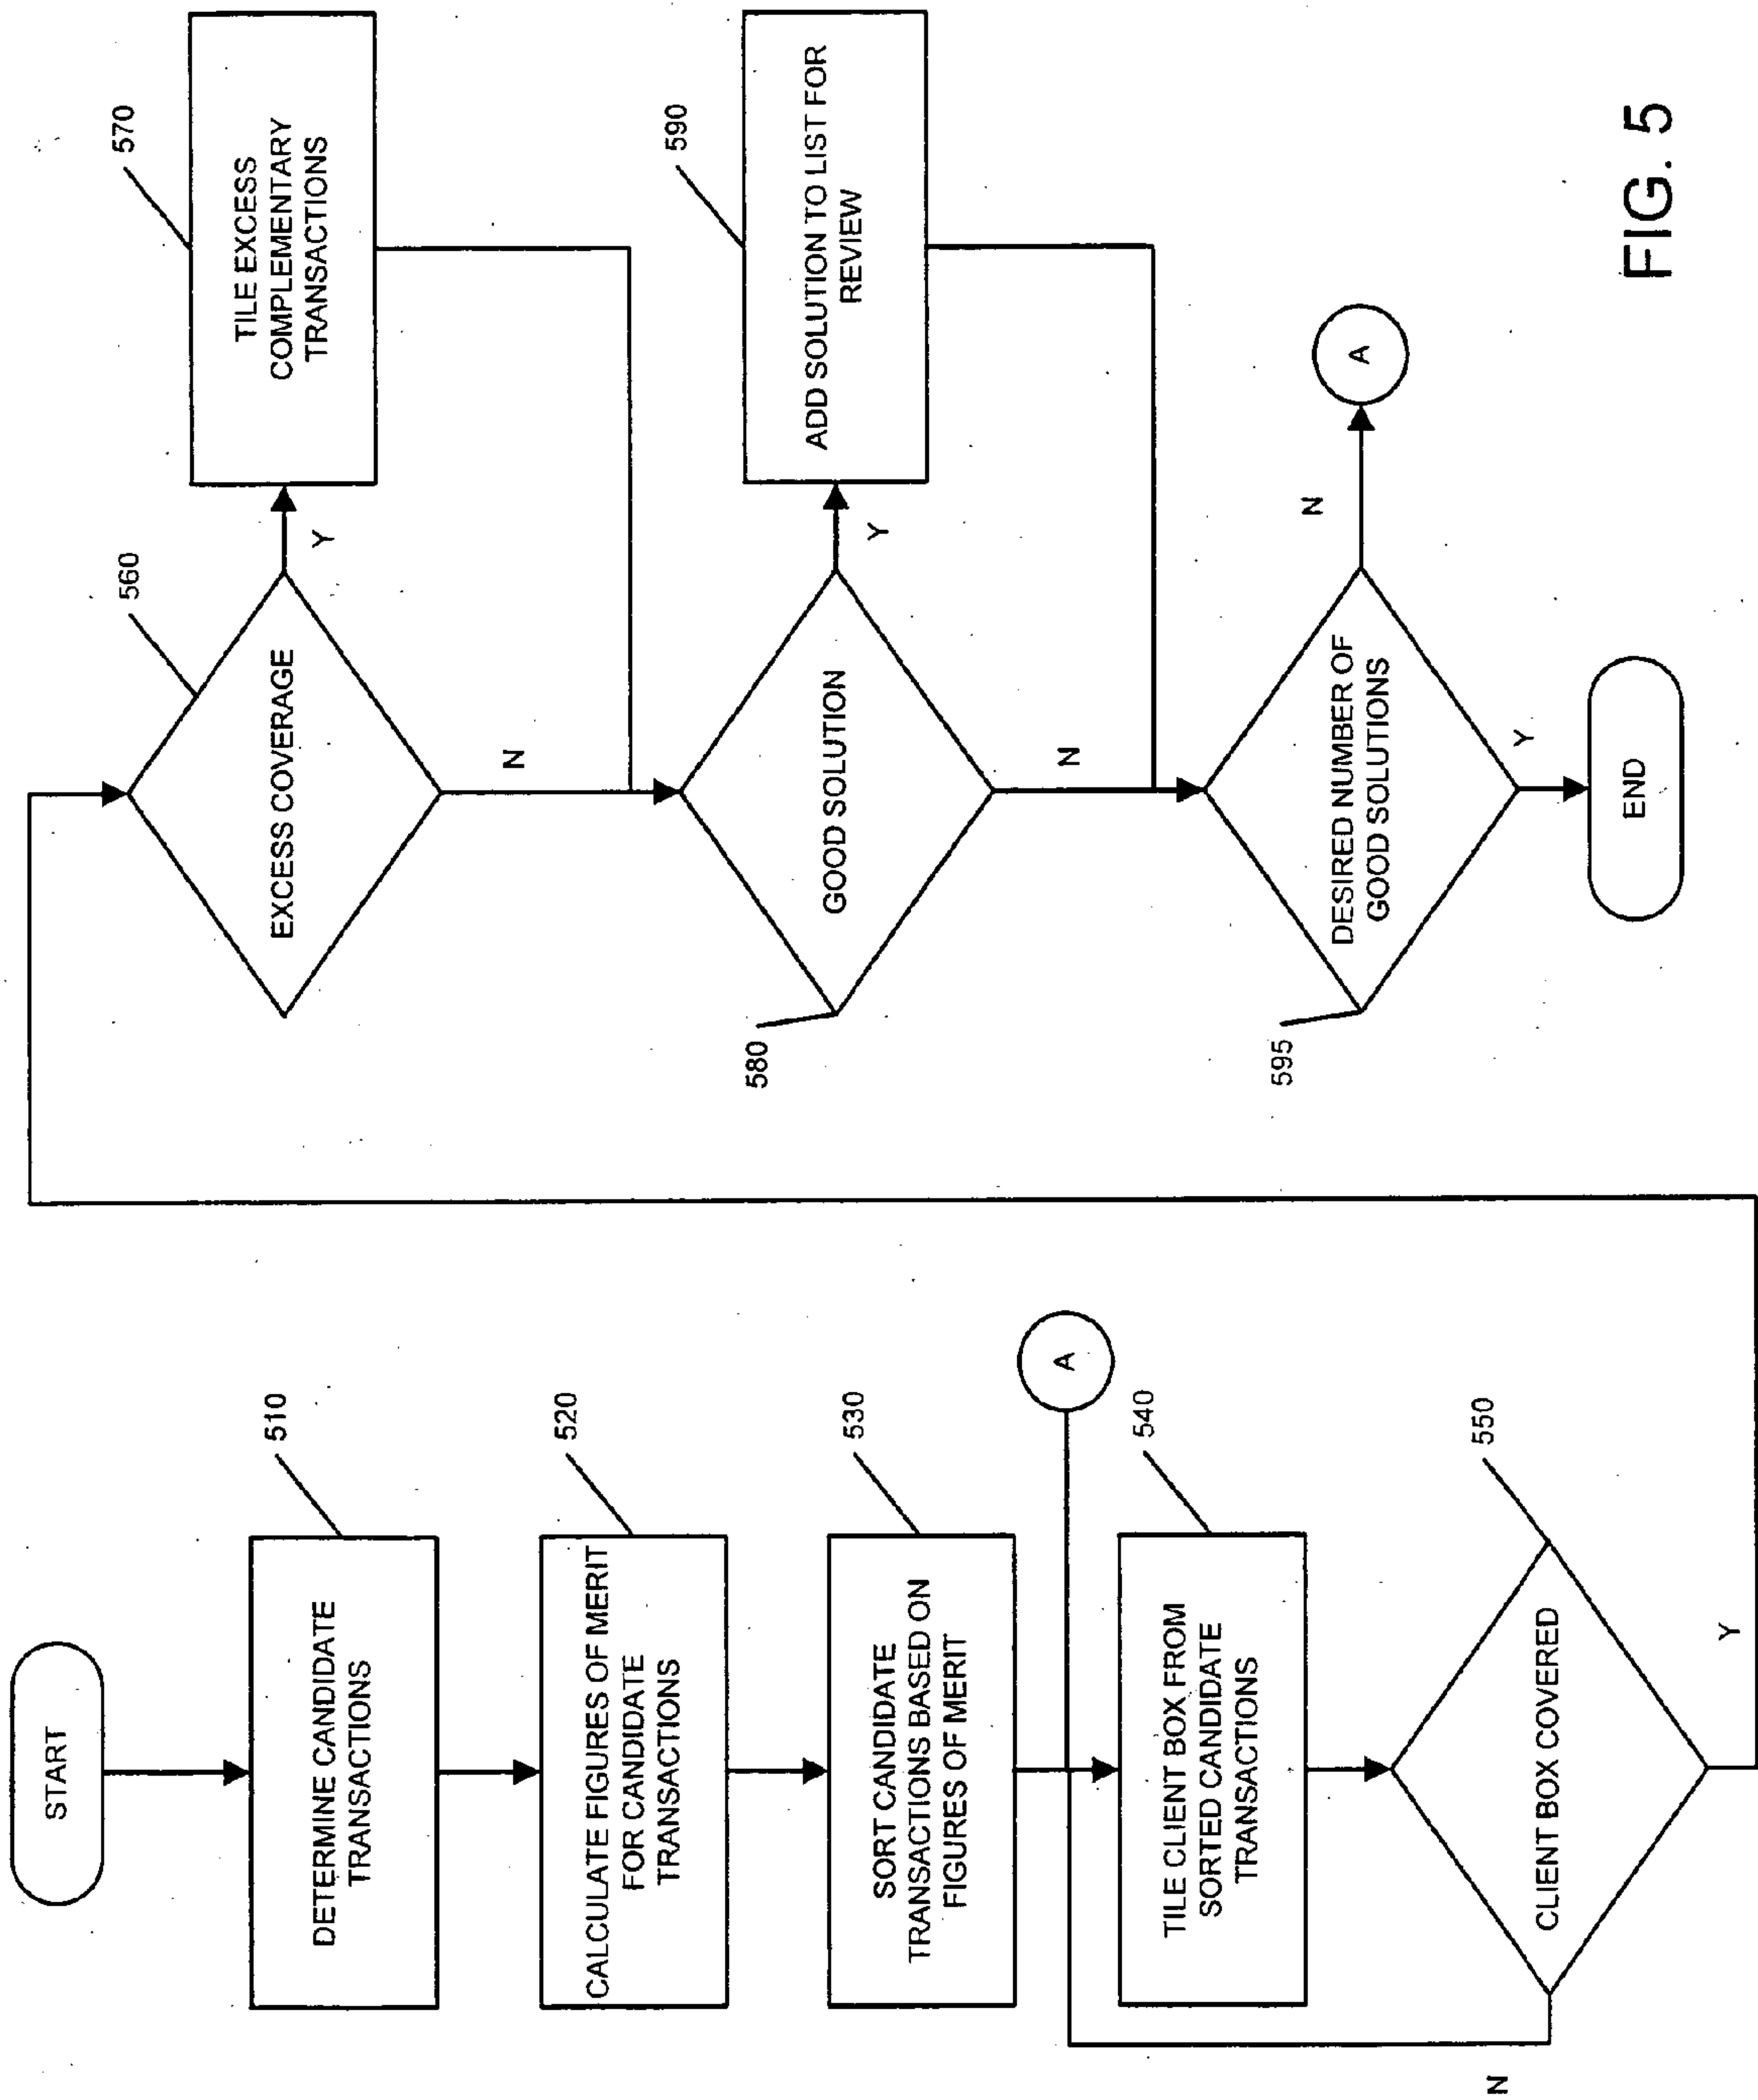 START
510
DETERMINE CANDIDATE
TRANSACTIONS
520
CALCULATE FIGURES OF MERIT
FOR CANDIDATE
TRANSACTIONS
530
SORT CANDIDATE
TRANSACTIONS BASED ON
FIGURES OF MERIT
A
540
TILE CLIENT BOX FROM
SORTED CANDIDATE
TRANSACTIONS
550
CLIENT BOX COVERED
N
Y
560
EXCESS COVERAGE
Y
N
570
TILE EXCESS
COMPLEMENTARY
TRANSACTIONS
580
GOOD SOLUTION
Y
N
590
ADD SOLUTION TO LIST FOR
REVIEW
595
DESIRED NUMBER OF
GOOD SOLUTIONS
N
A
Y
END
FIG. 5